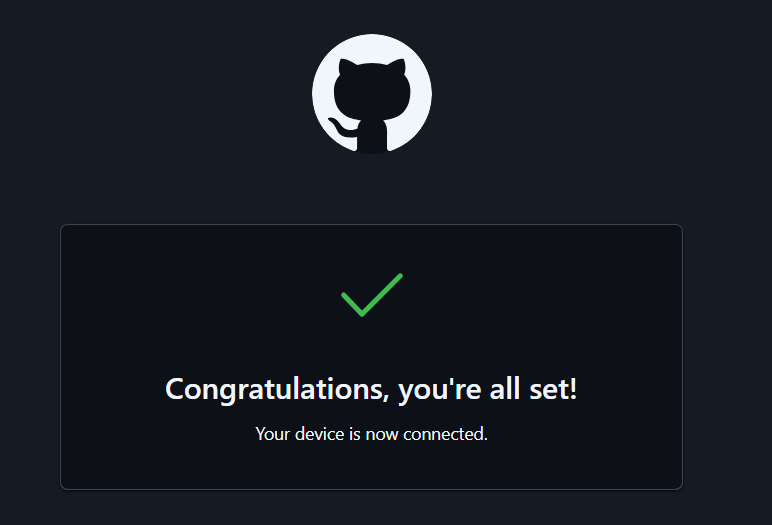 Congratulations, you're all set!
Your device is now connected.